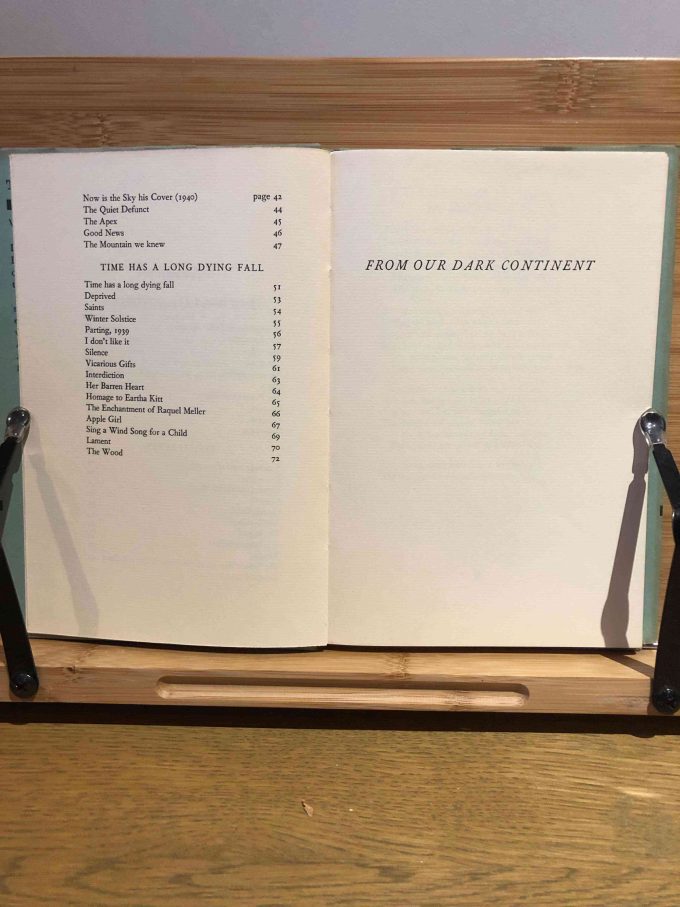 Now is the Sky his Cover (1940) page 42
The Quiet Defunct 44
The Apex 45
Good News 46
The Mountain we knew 47
TIME HAS A LONG DYING FALL
Time has a long dying fall 51
Deprived 53
Saints 54
Winter Solstice 55
Parting, 1939 56
I don't like it 57
Silence 59
Vicarious Gifts 61
Interdiction 63
Her Barren Heart 64
Homage to Eartha Kitt 65
The Enchantment of Raquel Meller 66
Apple Girl 67
Sing a Wind Song for a Child 69
Lament 70
The Wood 72
FROM OUR DARK CONTINENT